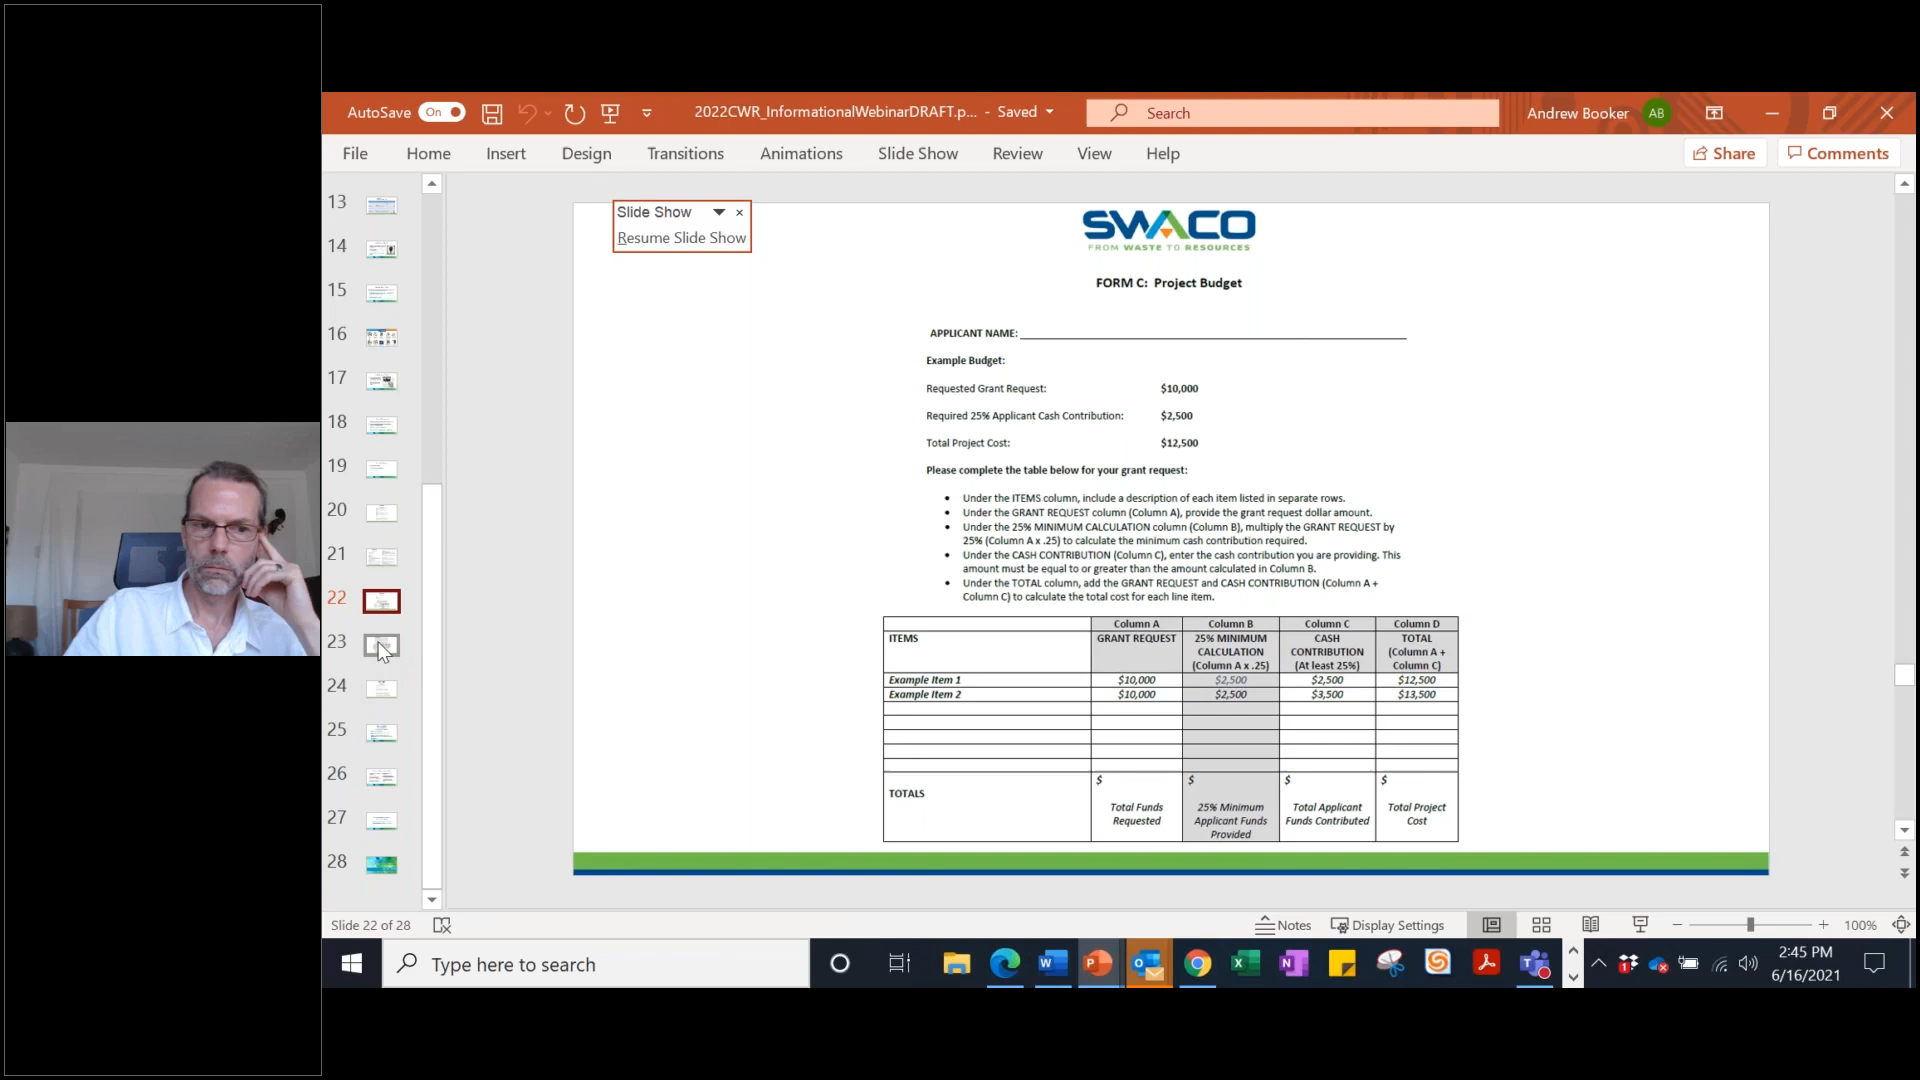 AutoSave On
2022CWR_InformationalWebinarDRAFT.p... - Saved
Search
Andrew Booker AB
File Home Insert Design Transitions Animations Slide Show Review View Help Share Comments
13
14
15
16
17
18
19
20
21
22
23
24
25
26
27
28
Slide Show
Resume Slide Show
SWACO
FROM WASTE TO RESOURCES
FORM C: Project Budget
APPLICANT NAME:
Example Budget:
Requested Grant Request: $10,000
Required 25% Applicant Cash Contribution: $2,500
Total Project Cost: $12,500
Please complete the table below for your grant request:
• Under the ITEMS column, include a description of each item listed in separate rows.
• Under the GRANT REQUEST column (Column A), provide the grant request dollar amount.
• Under the 25% MINIMUM CALCULATION column (Column B), multiply the GRANT REQUEST by
25% (Column A x .25) to calculate the minimum cash contribution required.
• Under the CASH CONTRIBUTION (Column C), enter the cash contribution you are providing. This
amount must be equal to or greater than the amount calculated in Column B.
• Under the TOTAL column, add the GRANT REQUEST and CASH CONTRIBUTION (Column A +
Column C) to calculate the total cost for each line item.
Column A Column B Column C Column D
ITEMS GRANT REQUEST 25% MINIMUM CASH TOTAL
CALCULATION CONTRIBUTION (Column A +
(Column A x .25) (At least 25%) Column C)
Example Item 1 $10,000 $2,500 $2,500 $12,500
Example Item 2 $10,000 $2,500 $3,500 $13,500
$ $ $ $
TOTALS
Total Funds 25% Minimum Total Applicant Total Project
Requested Applicant Funds Funds Contributed Cost
Provided
Slide 22 of 28
Notes Display Settings 100%
Type here to search
2:45 PM
6/16/2021